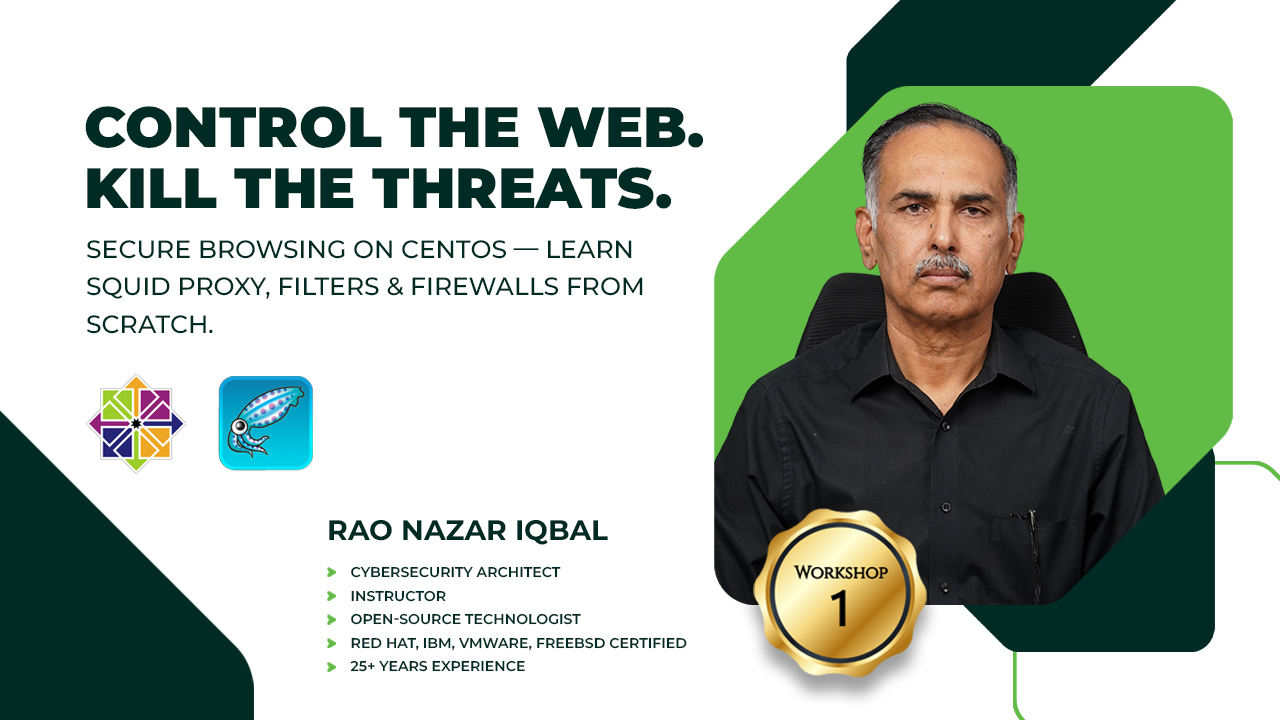 CONTROL THE WEB.
KILL THE THREATS.
SECURE BROWSING ON CENTOS — LEARN
SQUID PROXY, FILTERS & FIREWALLS FROM
SCRATCH.
RAO NAZAR IQBAL
CYBERSECURITY ARCHITECT
INSTRUCTOR
OPEN-SOURCE TECHNOLOGIST
RED HAT, IBM, VMWARE, FREEBSD CERTIFIED
25+ YEARS EXPERIENCE
WORKSHOP
1